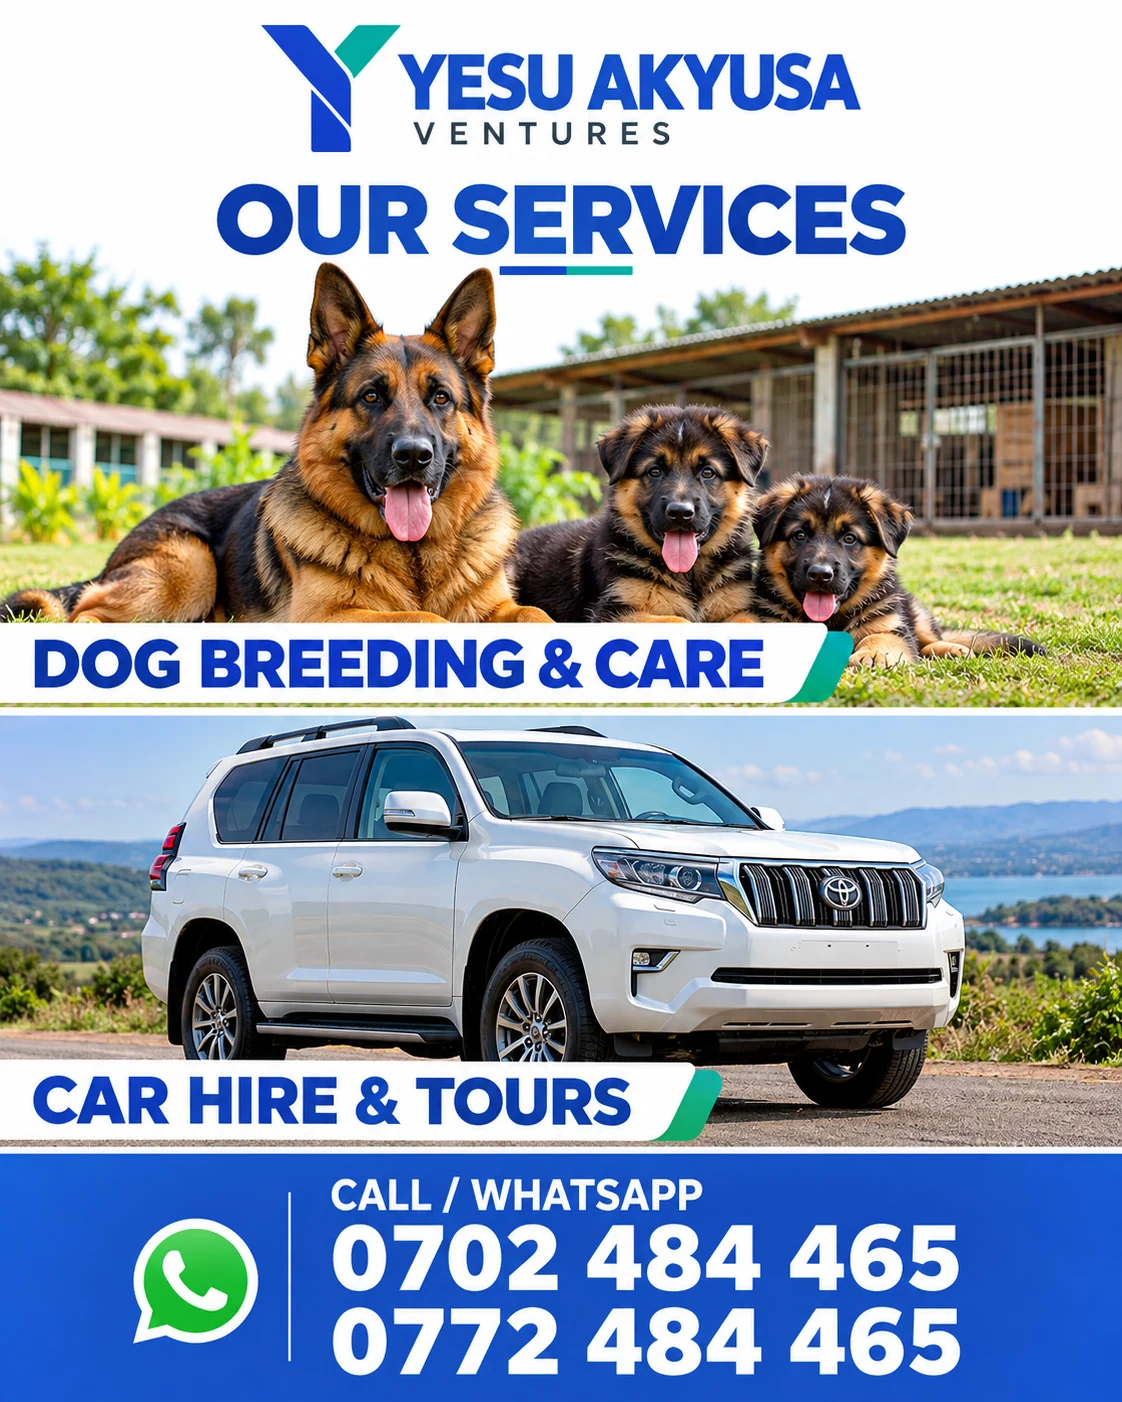 YESU AKYUSA
VENTURES
OUR SERVICES
DOG BREEDING & CARE
CAR HIRE & TOURS
CALL / WHATSAPP
0702 484 465
0772 484 465